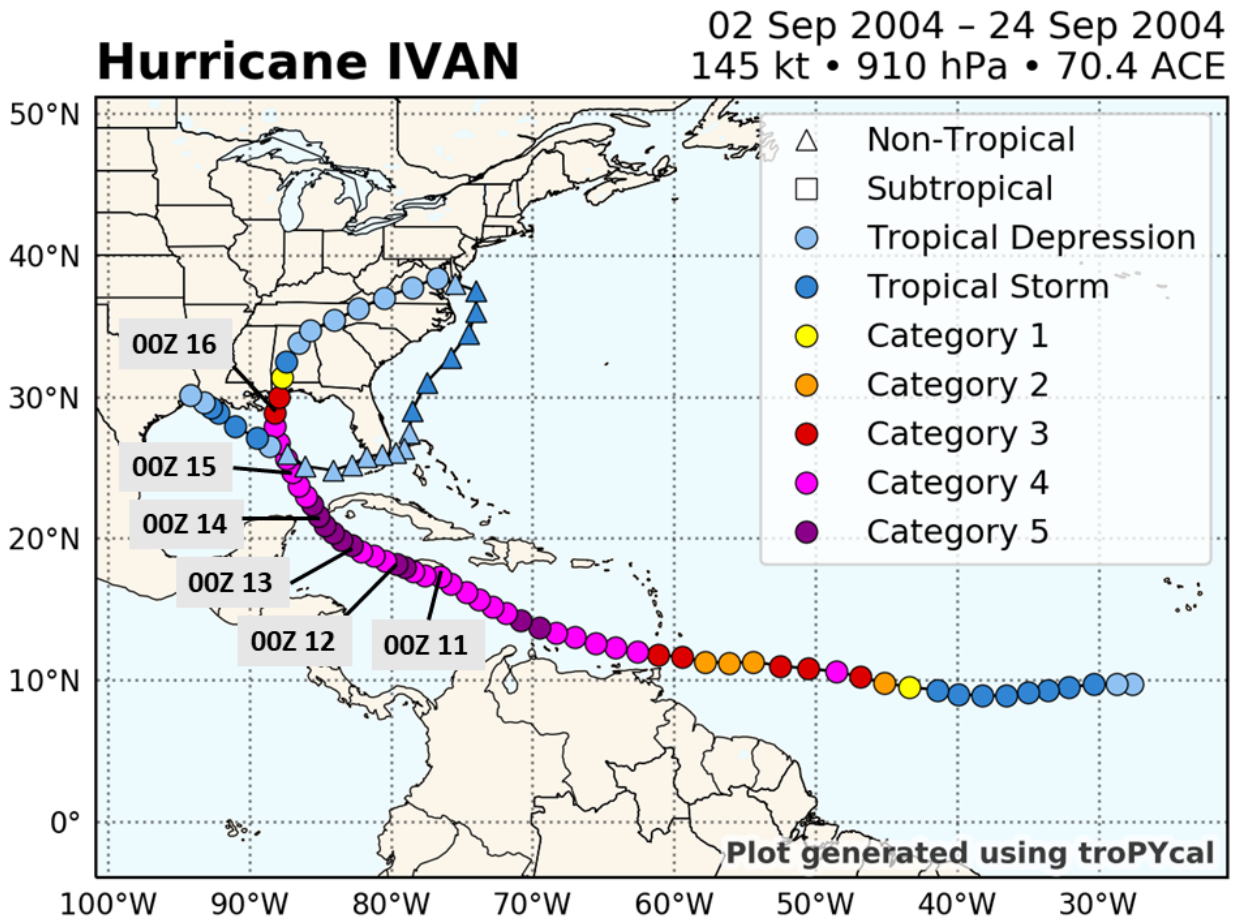 Hurricane IVAN
02 Sep 2004 – 24 Sep 2004
145 kt • 910 hPa • 70.4 ACE
50°N
40°N
30°N
20°N
10°N
0°
Non-Tropical
Subtropical
Tropical Depression
Tropical Storm
Category 1
Category 2
Category 3
Category 4
Category 5
00Z 16
00Z 15
00Z 14
00Z 13
00Z 12
00Z 11
Plot generated using troPYcal
100°W 90°W 80°W 70°W 60°W 50°W 40°W 30°W